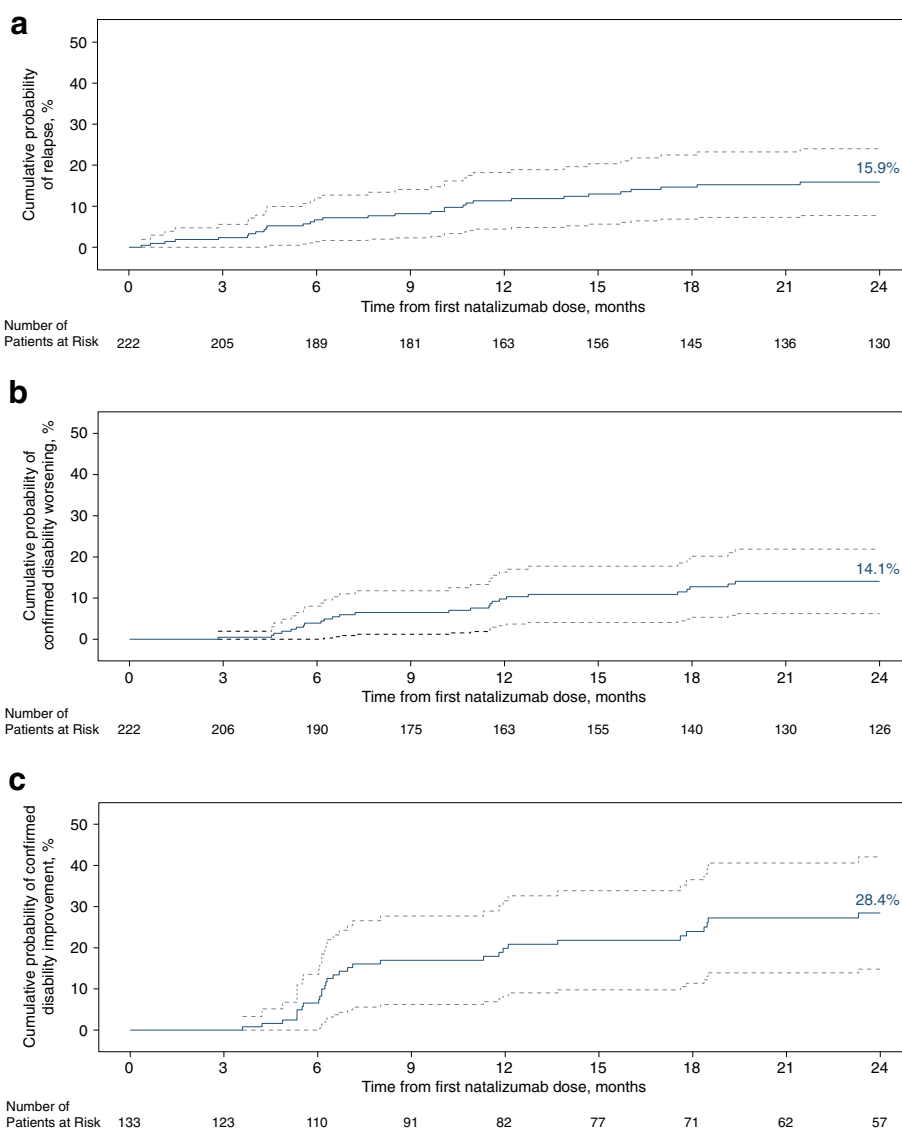 a
Cumulative probability
of relapse, %
50
40
30
20
10
0
15.9%
0 3 6 9 12 15 18 21 24
Time from first natalizumab dose, months
Number of
Patients at Risk 222 205 189 181 163 156 145 136 130
b
Cumulative probability of
confirmed disability worsening, %
50
40
30
20
10
0
14.1%
0 3 6 9 12 15 18 21 24
Time from first natalizumab dose, months
Number of
Patients at Risk 222 206 190 175 163 155 140 130 126
c
Cumulative probability of confirmed
disability improvement, %
50
40
30
20
10
0
28.4%
0 3 6 9 12 15 18 21 24
Time from first natalizumab dose, months
Number of
Patients at Risk 133 123 110 91 82 77 71 62 57